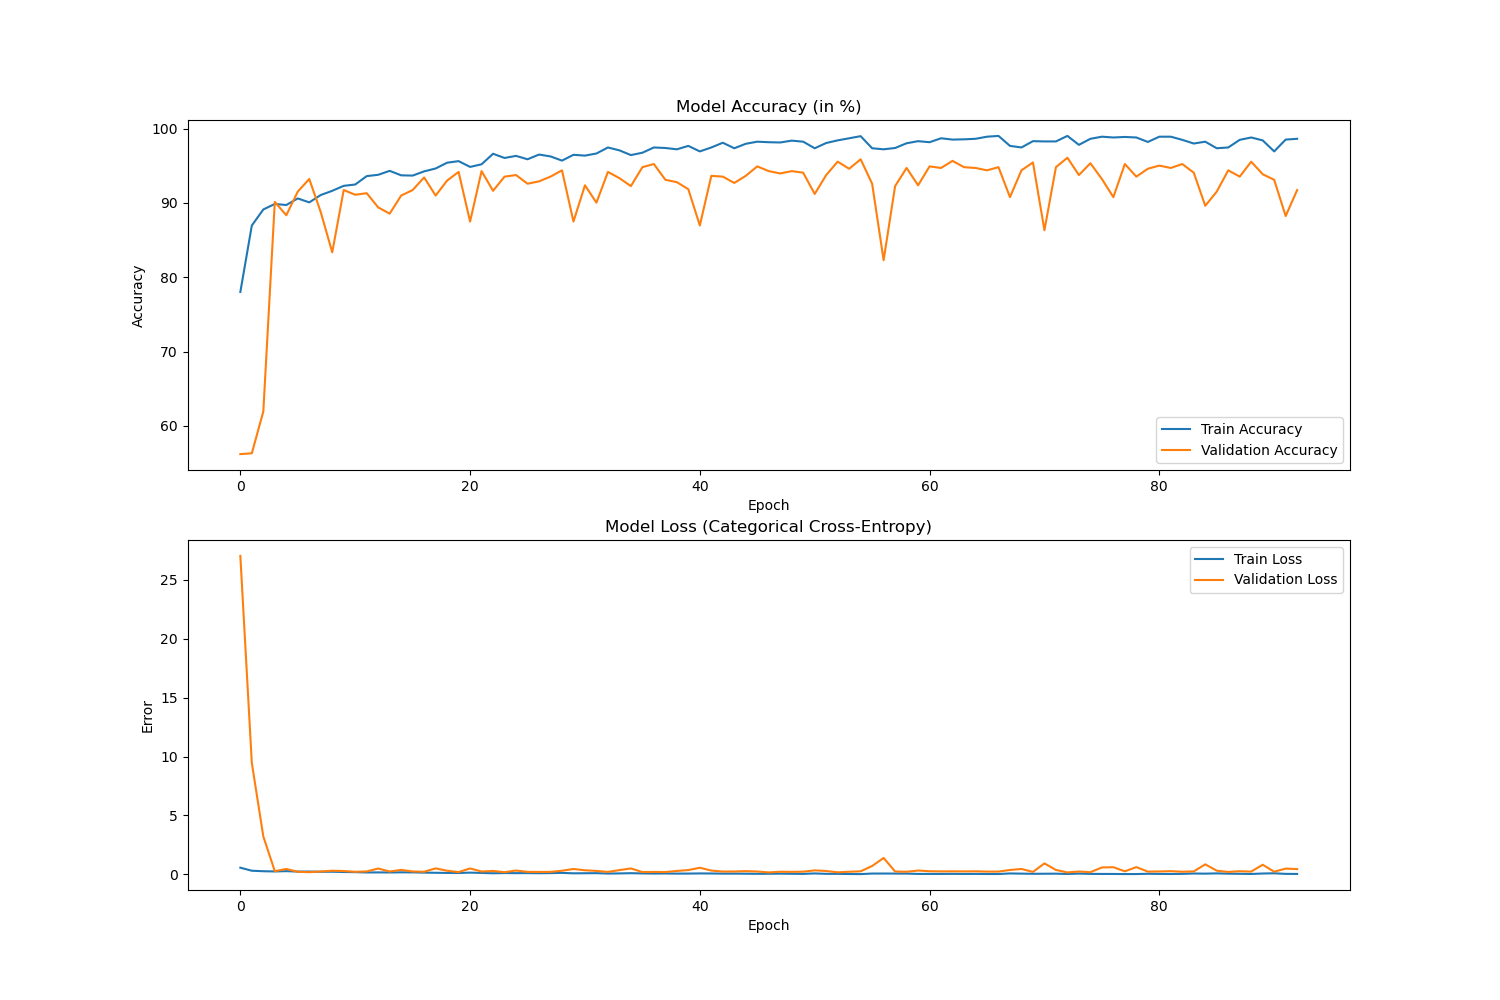 Model Accuracy (in %)
100
90
80
70
60
Accuracy
Train Accuracy
Validation Accuracy
0
20
40
60
80
Epoch
Model Loss (Categorical Cross-Entropy)
25
20
15
10
5
0
Error
Train Loss
Validation Loss
0
20
40
60
80
Epoch